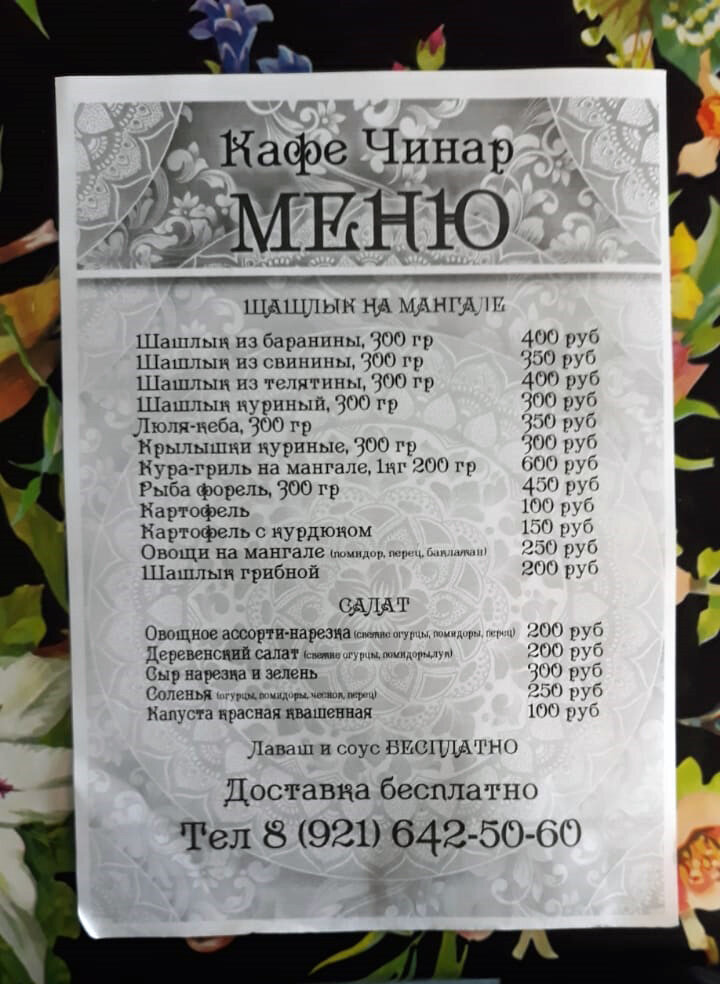 Кафе Чинар
МЕНЮ
ШАШЛЫК НА МАНГАЛЕ
Шашлык из баранины, 300 гр 400 руб
Шашлык из свинины, 300 гр 350 руб
Шашлык из телятины, 300 гр 400 руб
Шашлык куриный, 300 гр 300 руб
Люля-кеба, 300 гр 350 руб
Крылышки куриные, 300 гр 300 руб
Кура-гриль на мангале, 1кг 200 гр 600 руб
Рыба форель, 300 гр 450 руб
Картофель 100 руб
Картофель с курдюком 150 руб
Овощи на мангале (помидор, перец, баклажан) 250 руб
Шашлык грибной 200 руб
САЛАТ
Овощное ассорти-нарезка (свежие огурцы, помидоры, перец) 200 руб
Деревенский салат (свежие огурцы, помидоры,лук) 200 руб
Сыр нарезка и зелень 300 руб
Соленья (огурцы, помидоры, чеснок, перец) 250 руб
Капуста красная квашенная 100 руб
Лаваш и соус БЕСПЛАТНО
Доставка бесплатно
Тел 8 (921) 642-50-60